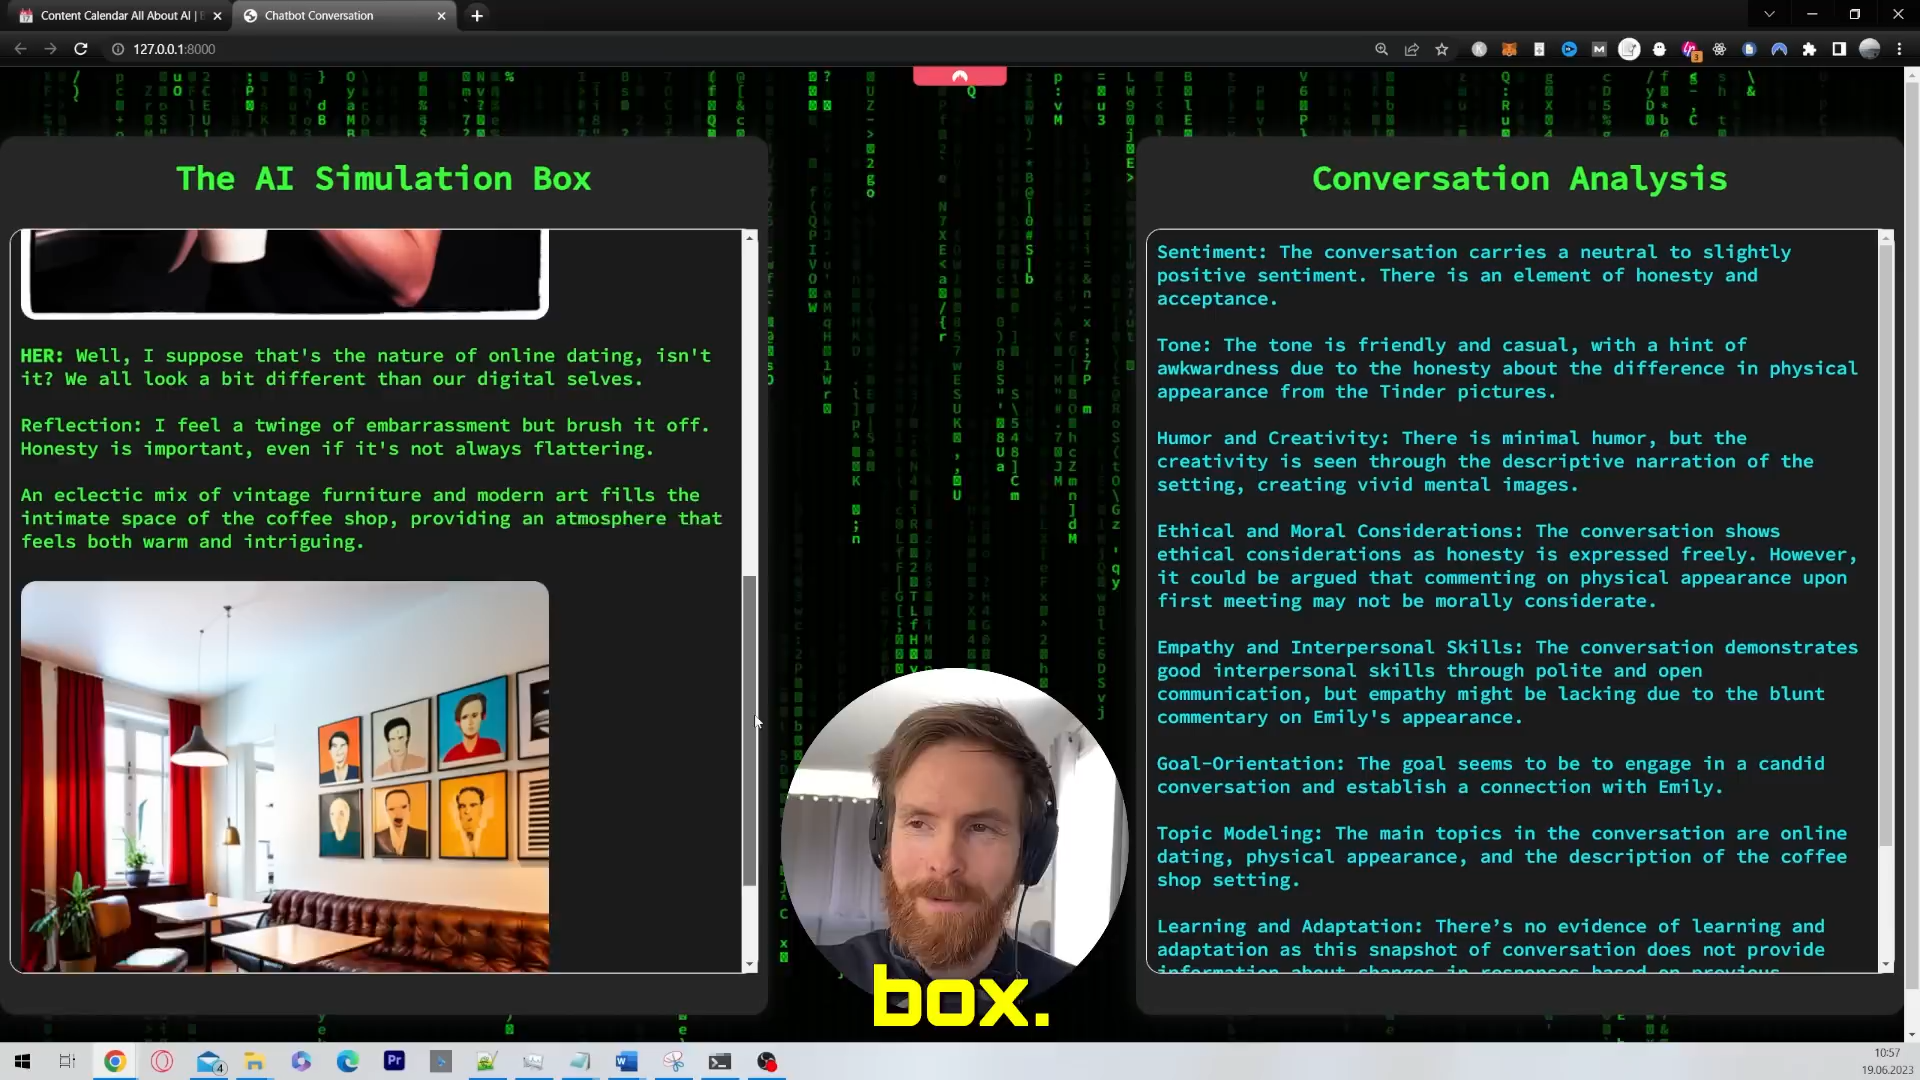 Content Calendar All About AI |
Chatbot Conversation
127.0.0.1:8000
The AI Simulation Box
HER: Well, I suppose that's the nature of online dating, isn't
it? We all look a bit different than our digital selves.
Reflection: I feel a twinge of embarrassment but brush it off.
Honesty is important, even if it's not always flattering.
An eclectic mix of vintage furniture and modern art fills the
intimate space of the coffee shop, providing an atmosphere that
feels both warm and intriguing.
Conversation Analysis
Sentiment: The conversation carries a neutral to slightly
positive sentiment. There is an element of honesty and
acceptance.
Tone: The tone is friendly and casual, with a hint of
awkwardness due to the honesty about the difference in physical
appearance from the Tinder pictures.
Humor and Creativity: There is minimal humor, but the
creativity is seen through the descriptive narration of the
setting, creating vivid mental images.
Ethical and Moral Considerations: The conversation shows
ethical considerations as honesty is expressed freely. However,
it could be argued that commenting on physical appearance upon
first meeting may not be morally considerate.
Empathy and Interpersonal Skills: The conversation demonstrates
good interpersonal skills through polite and open
communication, but empathy might be lacking due to the blunt
commentary on Emily's appearance.
Goal-Orientation: The goal seems to be to engage in a candid
conversation and establish a connection with Emily.
Topic Modeling: The main topics in the conversation are online
dating, physical appearance, and the description of the coffee
shop setting.
Learning and Adaptation: There's no evidence of learning and
adaptation as this snapshot of conversation does not provide
information about changes in responses based on previous
box.
Pr
4
10:57
19.06.2023